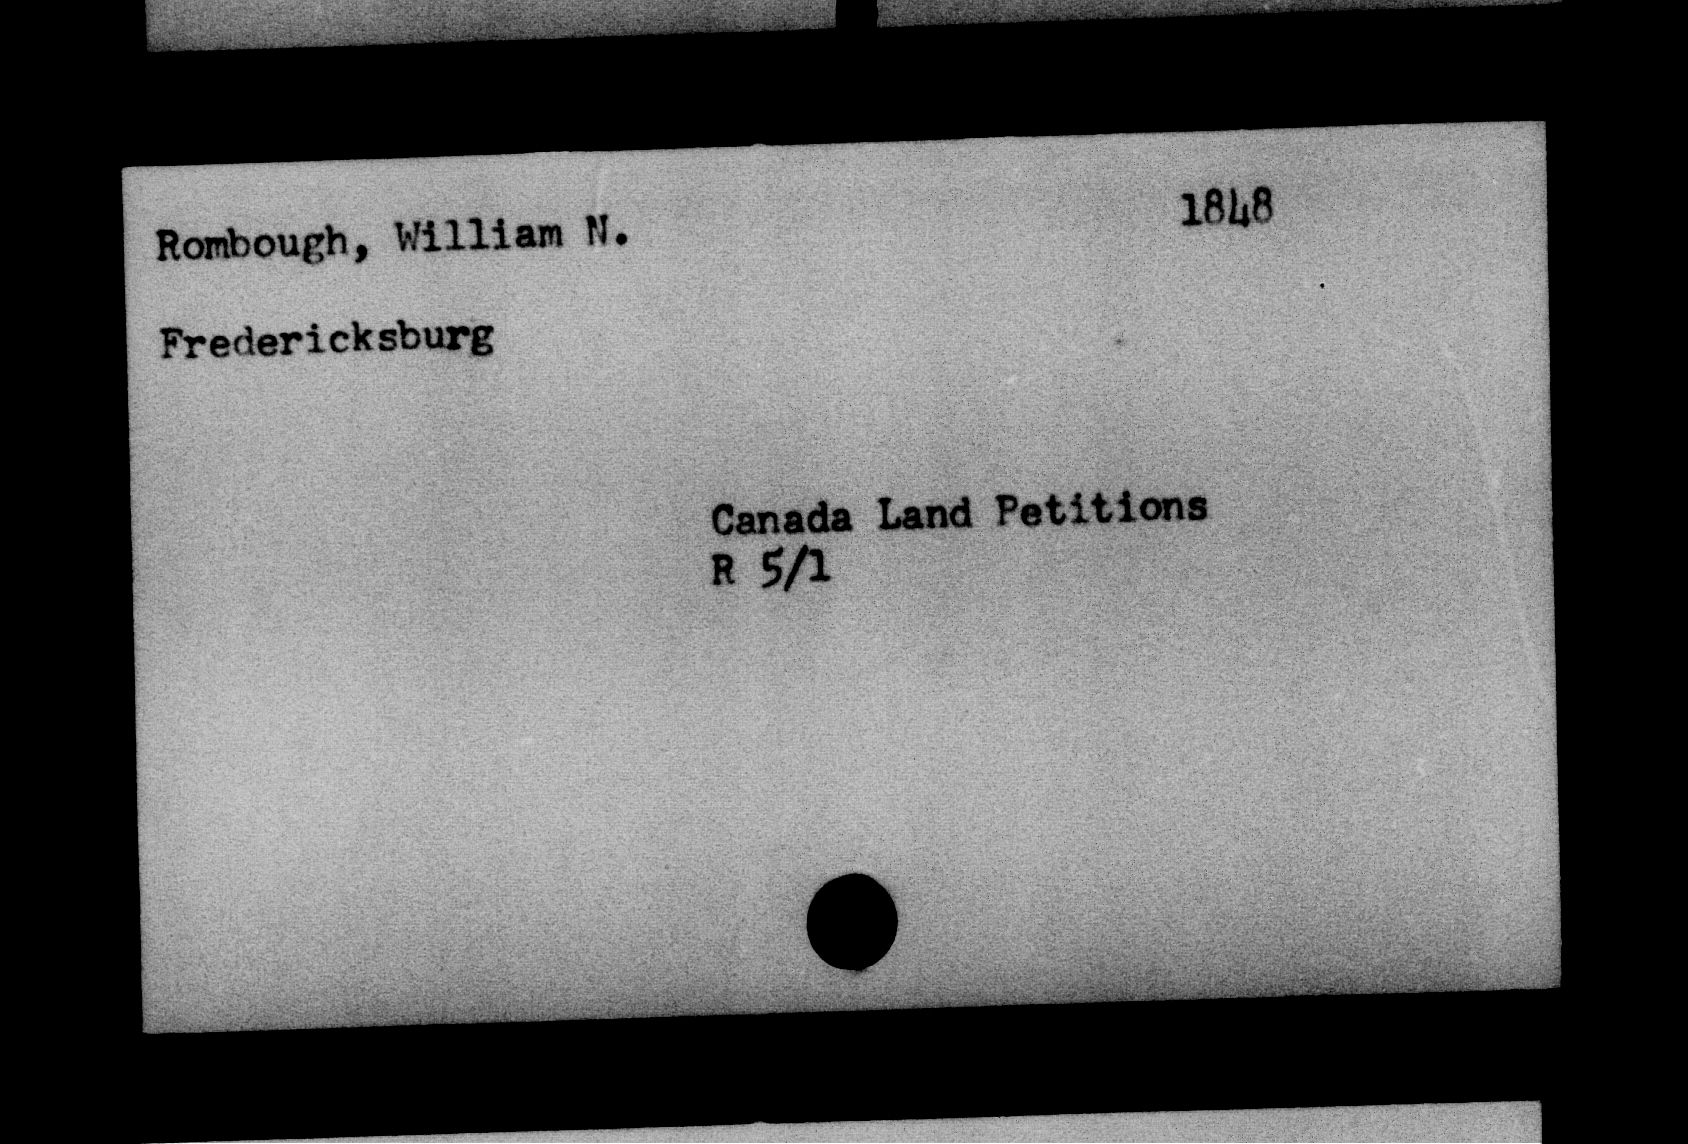 Rombough, William N.
1848
Fredericksburg
Canada Land Petitions
R 5/1